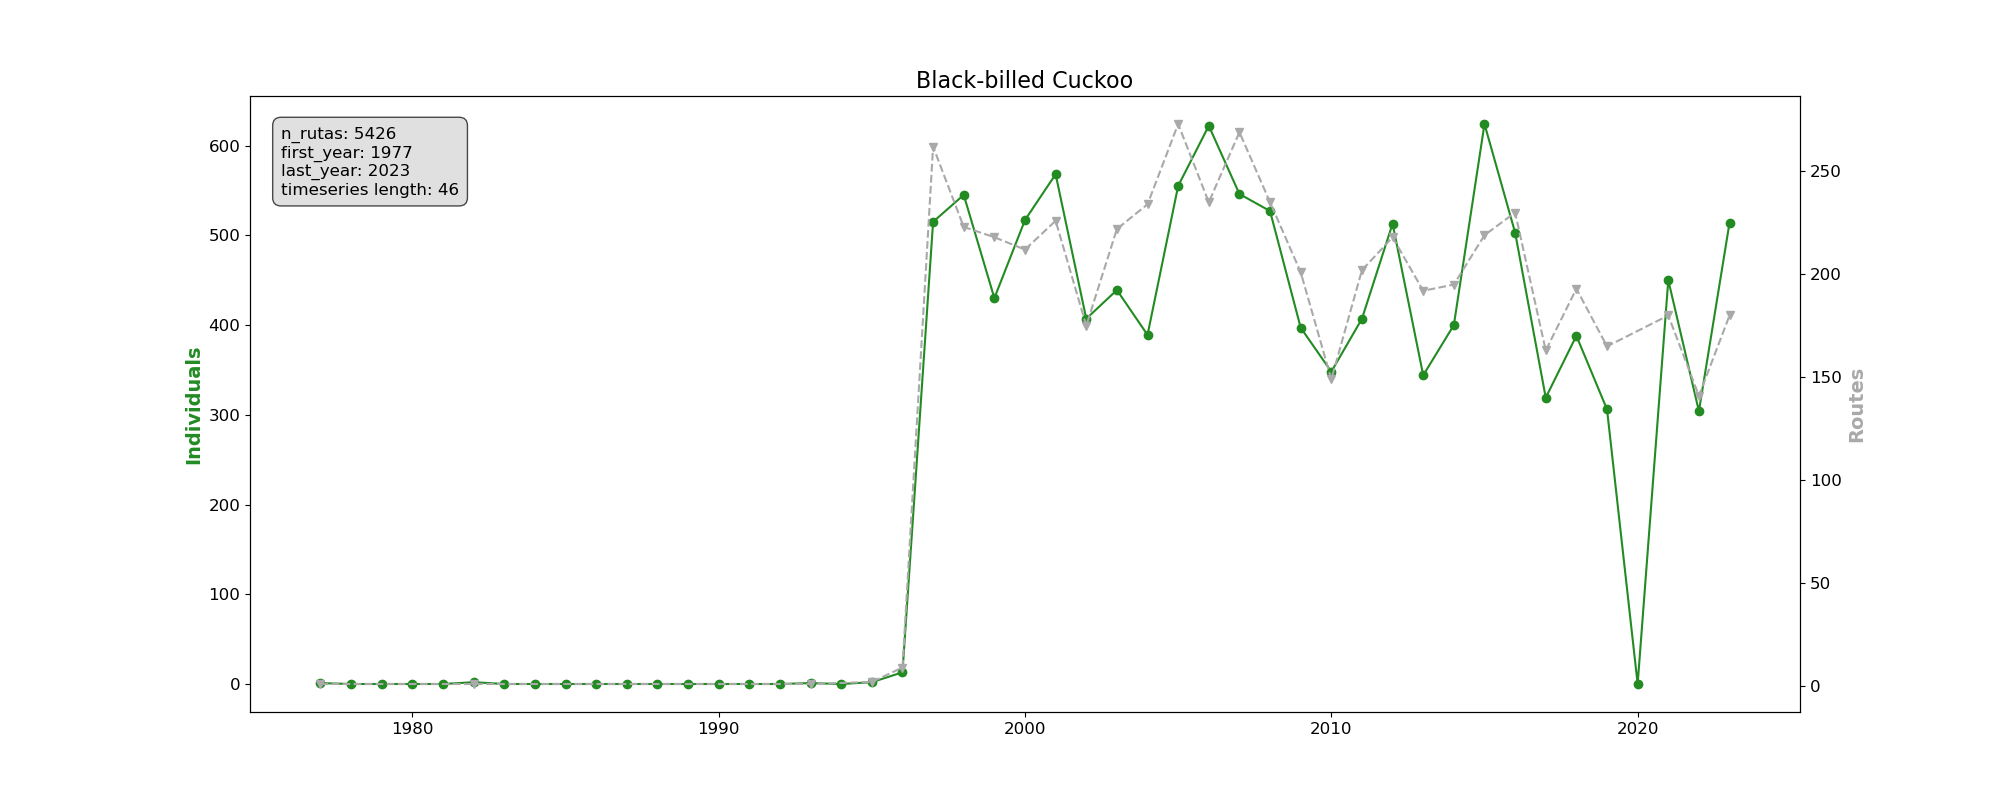 Black-billed Cuckoo
n_rutas: 5426
first_year: 1977
last_year: 2023
timeseries length: 46
Individuals
600
500
400
300
200
100
0
250
200
150
100
50
0
Routes
1980 1990 2000 2010 2020